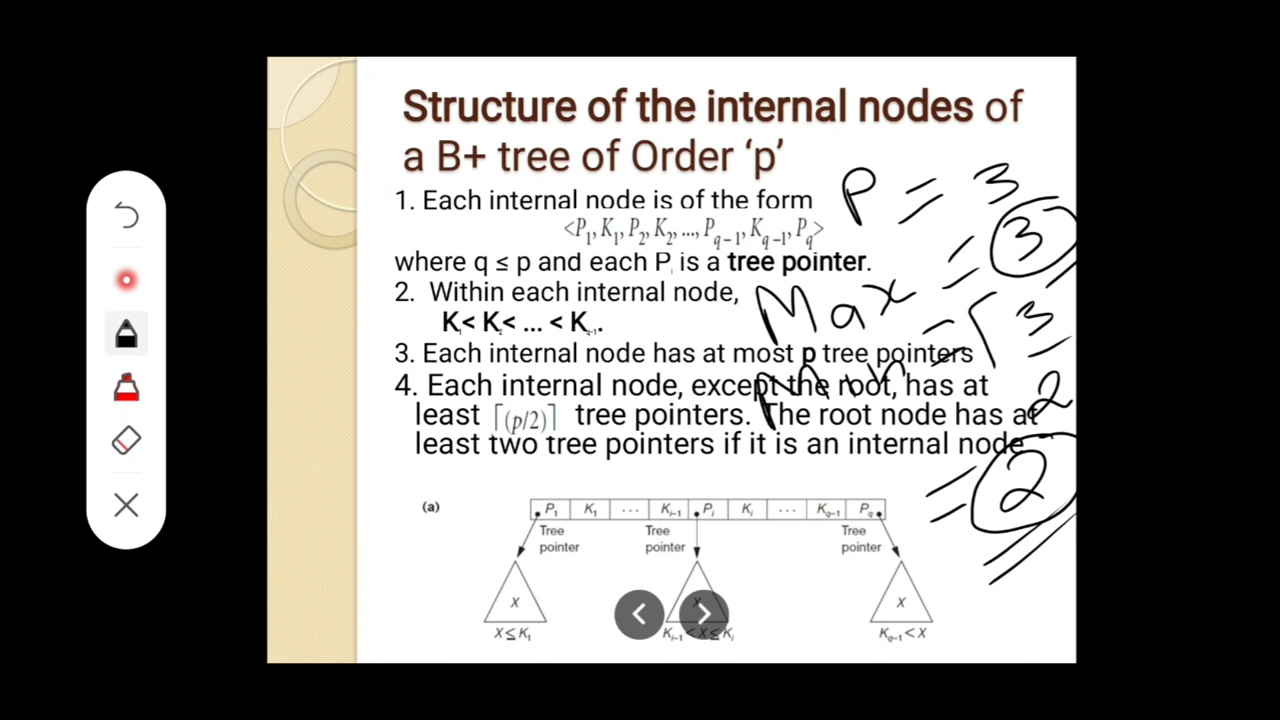 Structure of the internal nodes of
a B+ tree of Order ‘p’
1. Each internal node is of the form
<P1, K1, P2, K2, ..., Pq–1, Kq–1, Pq>
where q ≤ p and each Pi is a tree pointer.
2. Within each internal node,
K1< K2< ... < Kq-1.
3. Each internal node has at most p tree pointers
4. Each internal node, except the root, has at
least ⌈(p/2)⌉ tree pointers. The root node has at
least two tree pointers if it is an internal node.
P = 3
Max = 3
Min = ⌈3
2
= 2
(a)
P1 K1 ... Ki–1 Pi Ki ... Kq–1 Pq
Tree pointer
Tree pointer
Tree pointer
X X X
X ≤ K1
Ki–1 < X ≤ Ki
Kq–1 < X